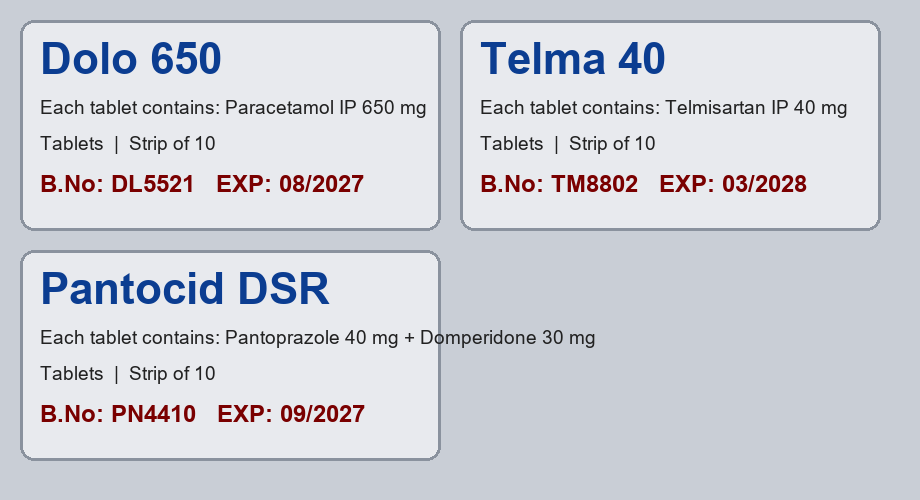 Dolo 650
Each tablet contains: Paracetamol IP 650 mg
Tablets | Strip of 10
B.No: DL5521 EXP: 08/2027
Telma 40
Each tablet contains: Telmisartan IP 40 mg
Tablets | Strip of 10
B.No: TM8802 EXP: 03/2028
Pantocid DSR
Each tablet contains: Pantoprazole 40 mg + Domperidone 30 mg
Tablets | Strip of 10
B.No: PN4410 EXP: 09/2027